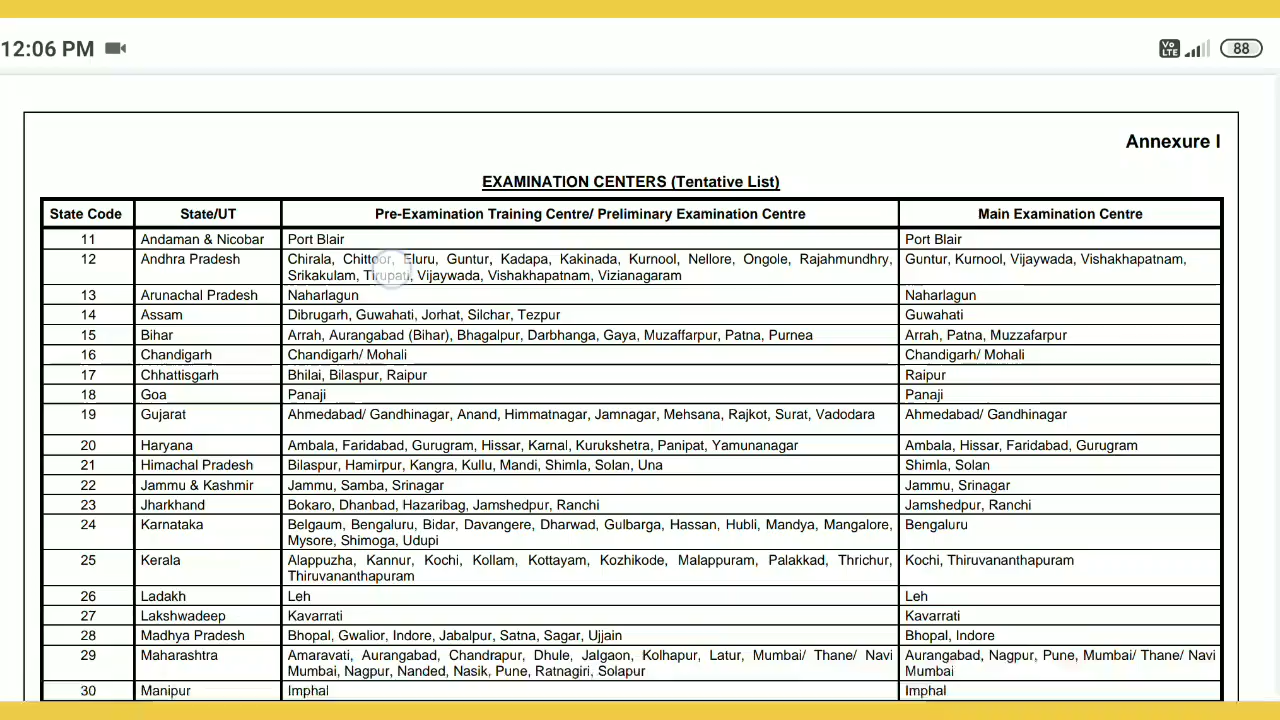 12:06 PM
Vo LTE 88
Annexure I
EXAMINATION CENTERS (Tentative List)
State Code State/UT Pre-Examination Training Centre/ Preliminary Examination Centre Main Examination Centre
11 Andaman & Nicobar Port Blair Port Blair
12 Andhra Pradesh Chirala, Chittoor, Eluru, Guntur, Kadapa, Kakinada, Kurnool, Nellore, Ongole, Rajahmundhry, Guntur, Kurnool, Vijaywada, Vishakhapatnam,
Srikakulam, Tirupati, Vijaywada, Vishakhapatnam, Vizianagaram
13 Arunachal Pradesh Naharlagun Naharlagun
14 Assam Dibrugarh, Guwahati, Jorhat, Silchar, Tezpur Guwahati
15 Bihar Arrah, Aurangabad (Bihar), Bhagalpur, Darbhanga, Gaya, Muzaffarpur, Patna, Purnea Arrah, Patna, Muzzafarpur
16 Chandigarh Chandigarh/ Mohali Chandigarh/ Mohali
17 Chhattisgarh Bhilai, Bilaspur, Raipur Raipur
18 Goa Panaji Panaji
19 Gujarat Ahmedabad/ Gandhinagar, Anand, Himmatnagar, Jamnagar, Mehsana, Rajkot, Surat, Vadodara Ahmedabad/ Gandhinagar
20 Haryana Ambala, Faridabad, Gurugram, Hissar, Karnal, Kurukshetra, Panipat, Yamunanagar Ambala, Hissar, Faridabad, Gurugram
21 Himachal Pradesh Bilaspur, Hamirpur, Kangra, Kullu, Mandi, Shimla, Solan, Una Shimla, Solan
22 Jammu & Kashmir Jammu, Samba, Srinagar Jammu, Srinagar
23 Jharkhand Bokaro, Dhanbad, Hazaribag, Jamshedpur, Ranchi Jamshedpur, Ranchi
24 Karnataka Belgaum, Bengaluru, Bidar, Davangere, Dharwad, Gulbarga, Hassan, Hubli, Mandya, Mangalore, Bengaluru
Mysore, Shimoga, Udupi
25 Kerala Alappuzha, Kannur, Kochi, Kollam, Kottayam, Kozhikode, Malappuram, Palakkad, Thrichur, Kochi, Thiruvananthapuram
Thiruvananthapuram
26 Ladakh Leh Leh
27 Lakshwadeep Kavarrati Kavarrati
28 Madhya Pradesh Bhopal, Gwalior, Indore, Jabalpur, Satna, Sagar, Ujjain Bhopal, Indore
29 Maharashtra Amaravati, Aurangabad, Chandrapur, Dhule, Jalgaon, Kolhapur, Latur, Mumbai/ Thane/ Navi Aurangabad, Nagpur, Pune, Mumbai/ Thane/ Navi
Mumbai, Nagpur, Nanded, Nasik, Pune, Ratnagiri, Solapur Mumbai
30 Manipur Imphal Imphal